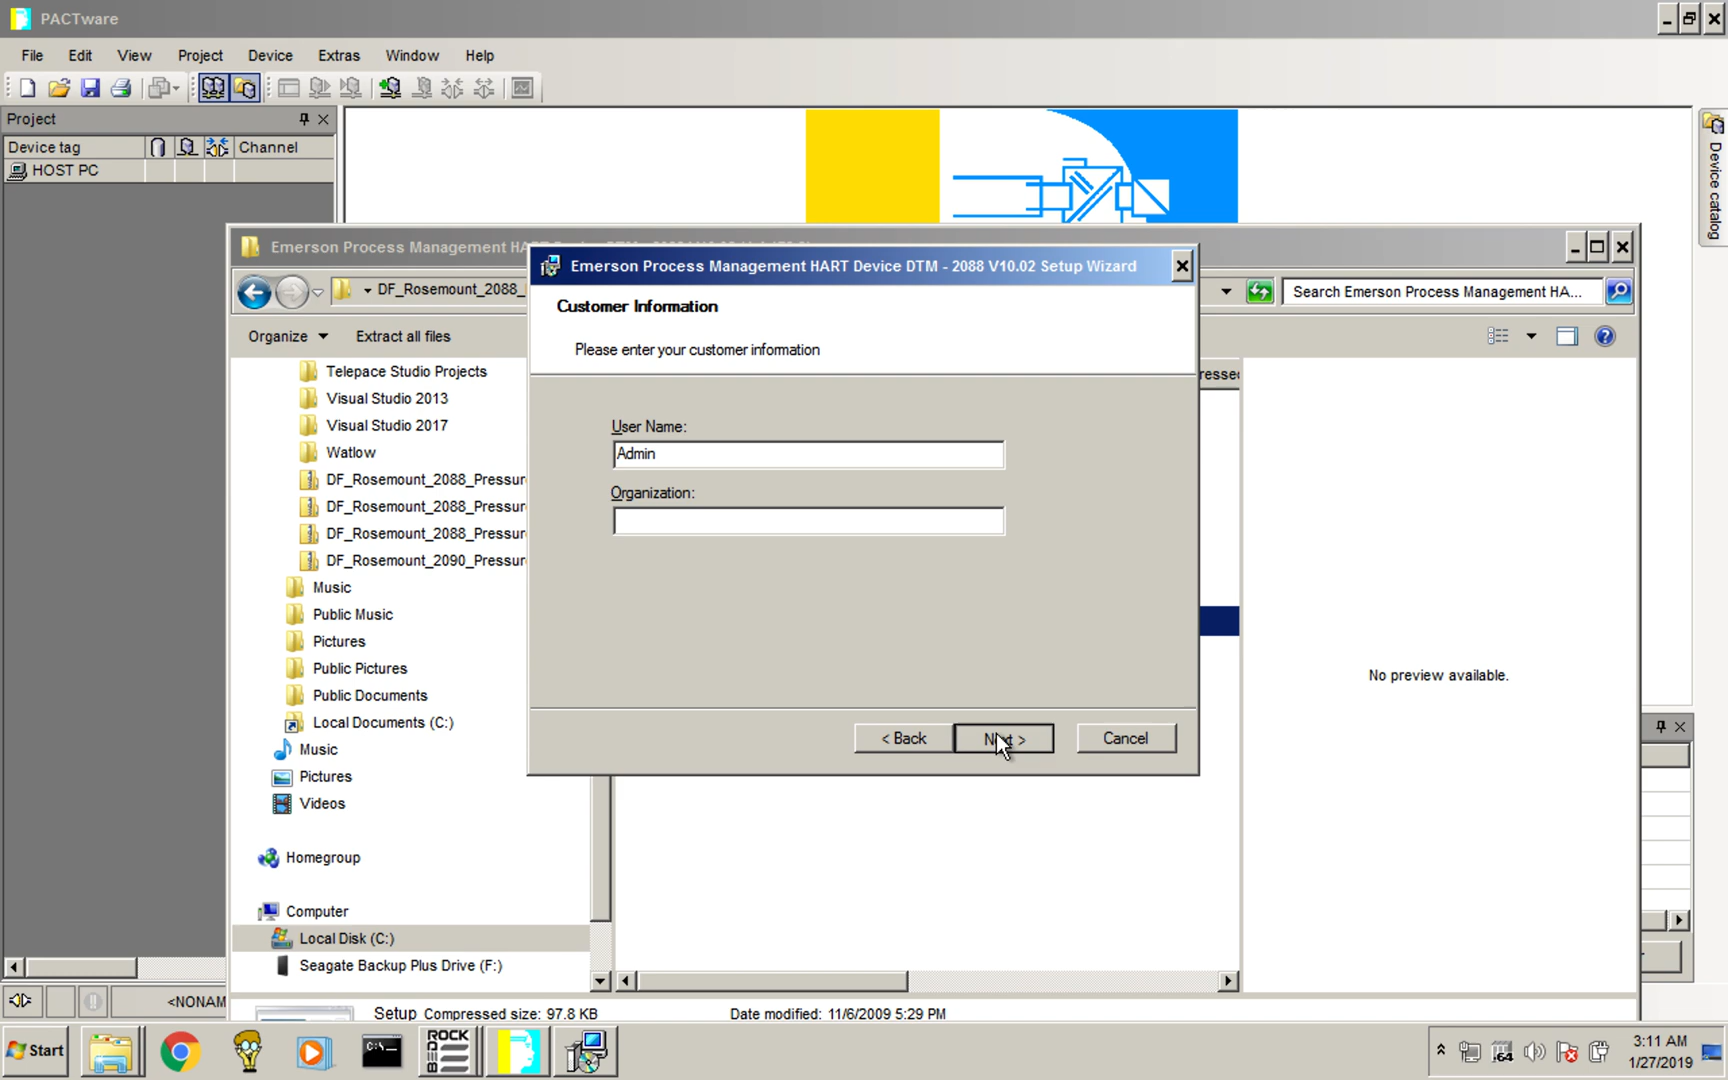 PACTware
File Edit View Project Device Extras Window Help
Project
Device tag Channel
HOST PC
Device catalog
Emerson Process Management
Emerson Process Management HART Device DTM - 2088 V10.02 Setup Wizard
DF_Rosemount_2088_
Search Emerson Process Management HA...
Organize Extract all files
Customer Information
Please enter your customer information
Telepace Studio Projects
Visual Studio 2013
Visual Studio 2017
Watlow
DF_Rosemount_2088_Pressur
DF_Rosemount_2088_Pressur
DF_Rosemount_2088_Pressur
DF_Rosemount_2090_Pressur
Music
Public Music
Pictures
Public Pictures
Public Documents
Local Documents (C:)
Music
Pictures
Videos
Homegroup
Computer
Local Disk (C:)
Seagate Backup Plus Drive (F:)
User Name:
Admin
Organization:
< Back Next > Cancel
No preview available.
<NONAM
Setup Compressed size: 97.8 KB Date modified: 11/6/2009 5:29 PM
Start
C:\_
ROCK
64
3:11 AM
1/27/2019